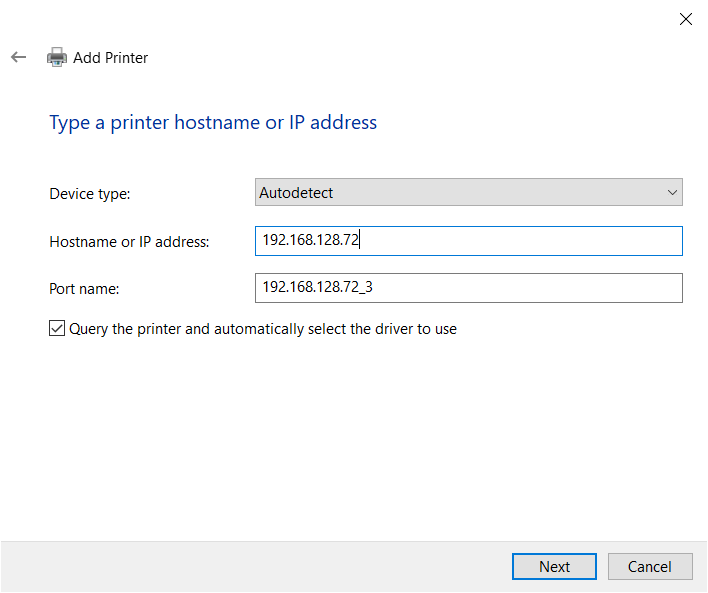 Add Printer
Type a printer hostname or IP address
Device type: Autodetect
Hostname or IP address: 192.168.128.72
Port name: 192.168.128.72_3
Query the printer and automatically select the driver to use
Next Cancel